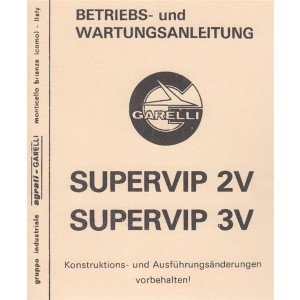 BETRIEBS- und
WARTUNGSANLEITUNG
GARELLI
SUPERVIP 2V
SUPERVIP 3V
Konstruktions- und Ausführungsänderungen
vorbehalten!
gruppo industriale agrati - GARELLI monticello brianza (como) - Italy